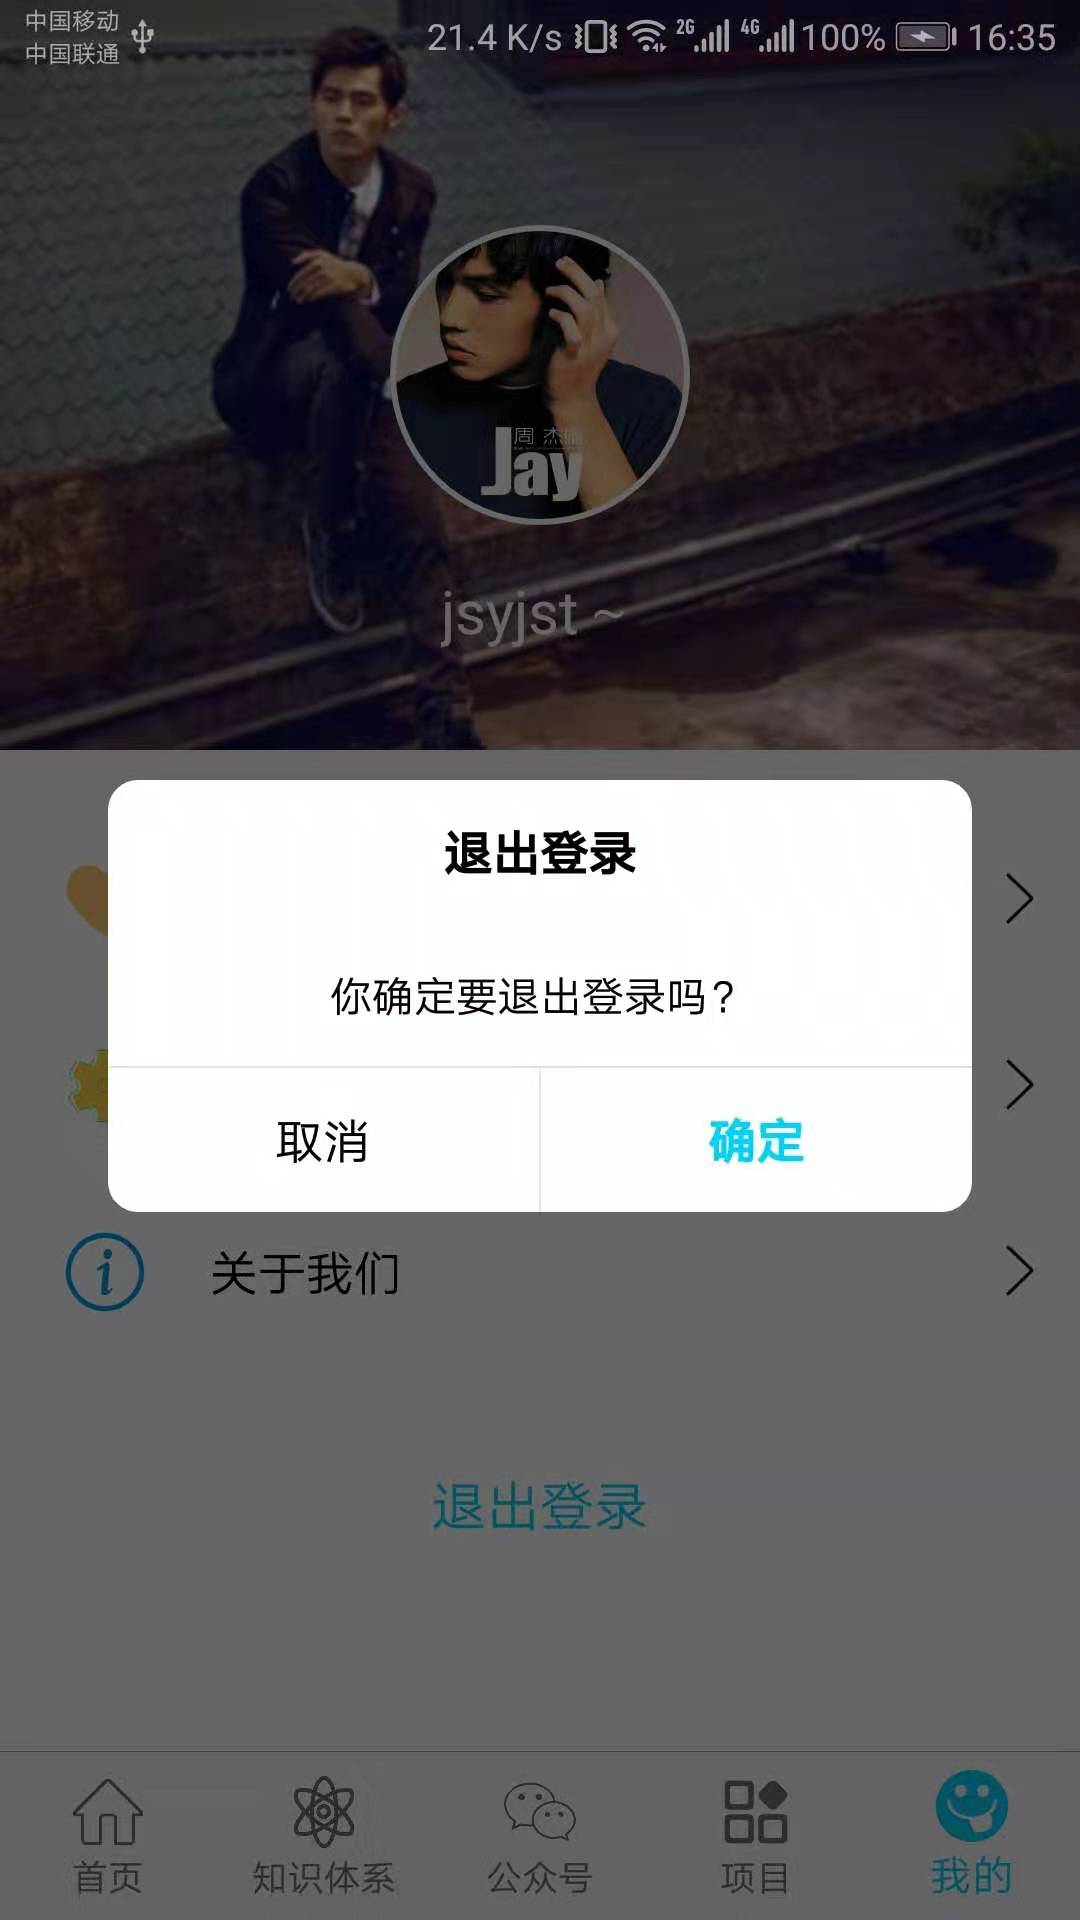 中国移动
中国联通
21.4 K/s 2G 4G 100% 16:35
周 杰
Jay
jsyjst ~
退出登录
你确定要退出登录吗?
取消 确定
关于我们
退出登录
首页 知识体系 公众号 项目 我的